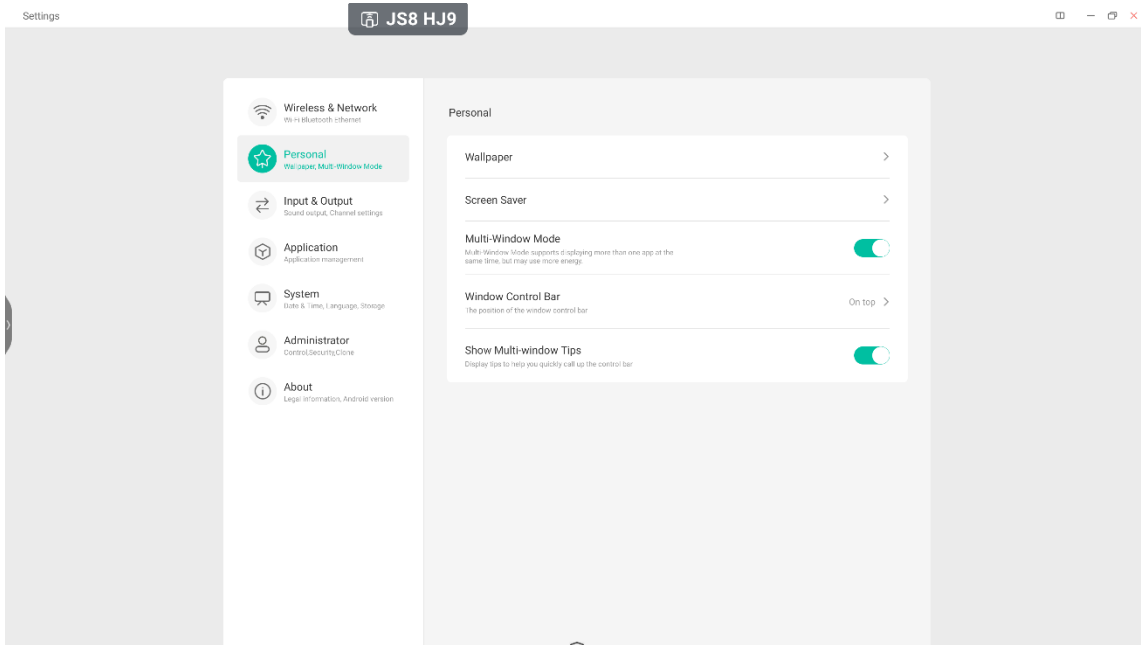 Settings
JS8 HJ9
Wireless & Network
Wi-Fi Bluetooth Ethernet
Personal
Wallpaper, Multi-Window Mode
Input & Output
Sound output, Channel settings
Application
Application management
System
Date & Time, Language, Storage
Administrator
Control,Security,Clone
About
Legal information, Android version
Personal
Wallpaper
Screen Saver
Multi-Window Mode
Multi-Window Mode supports displaying more than one app at the
same time, but may use more energy.
Window Control Bar
The position of the window control bar
On top
Show Multi-window Tips
Display tips to help you quickly call up the control bar